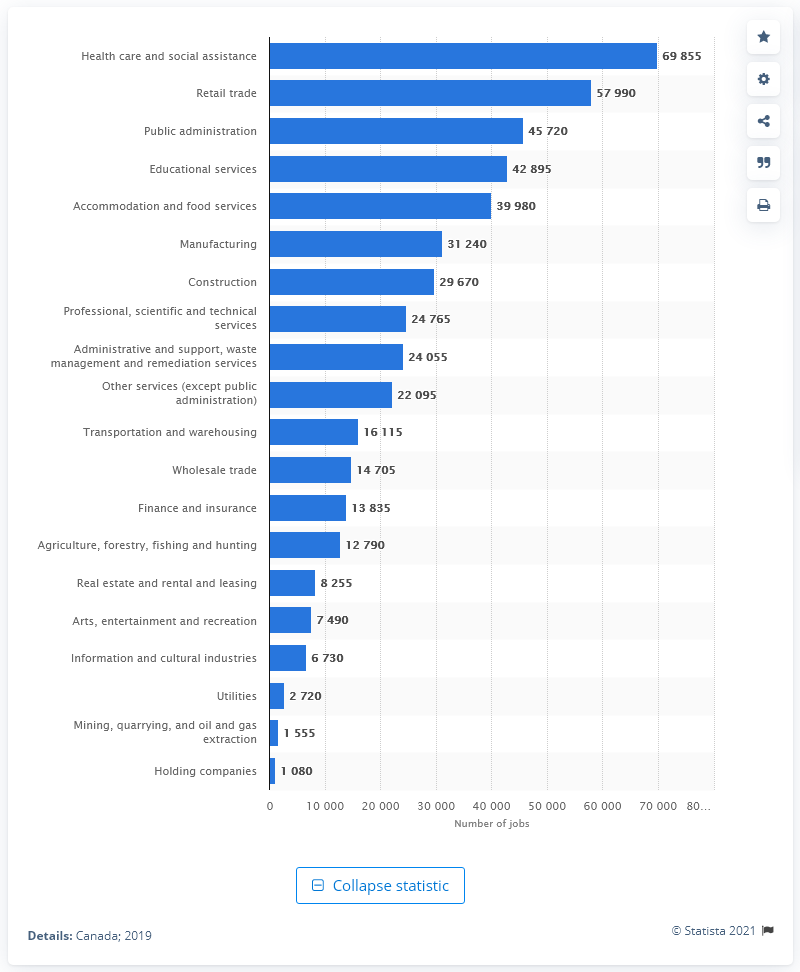 Health care and social assistance 69 855
Retail trade 57 990
Public administration 45 720
Educational services 42 895
Accommodation and food services 39 980
Manufacturing 31 240
Construction 29 670
Professional, scientific and technical
services 24 765
Administrative and support, waste
management and remediation services 24 055
Other services (except public
administration) 22 095
Transportation and warehousing 16 115
Wholesale trade 14 705
Finance and insurance 13 835
Agriculture, forestry, fishing and hunting 12 790
Real estate and rental and leasing 8 255
Arts, entertainment and recreation 7 490
Information and cultural industries 6 730
Utilities 2 720
Mining, quarrying, and oil and gas
extraction 1 555
Holding companies 1 080
0 10 000 20 000 30 000 40 000 50 000 60 000 70 000 80…
Number of jobs
Collapse statistic
Details: Canada; 2019
© Statista 2021